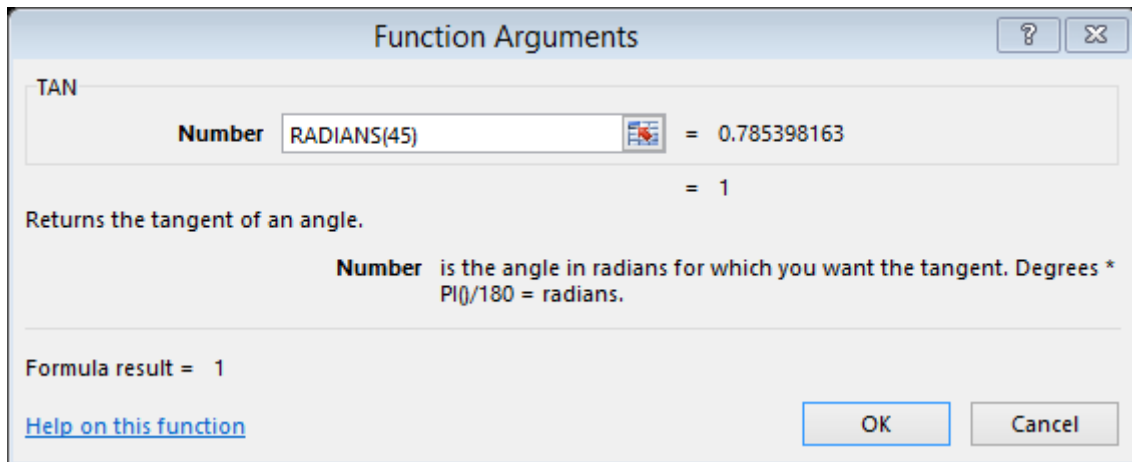 Function Arguments
TAN
Number RADIANS(45) = 0.785398163
= 1
Returns the tangent of an angle.
Number is the angle in radians for which you want the tangent. Degrees *
PI()/180 = radians.
Formula result = 1
Help on this function OK Cancel